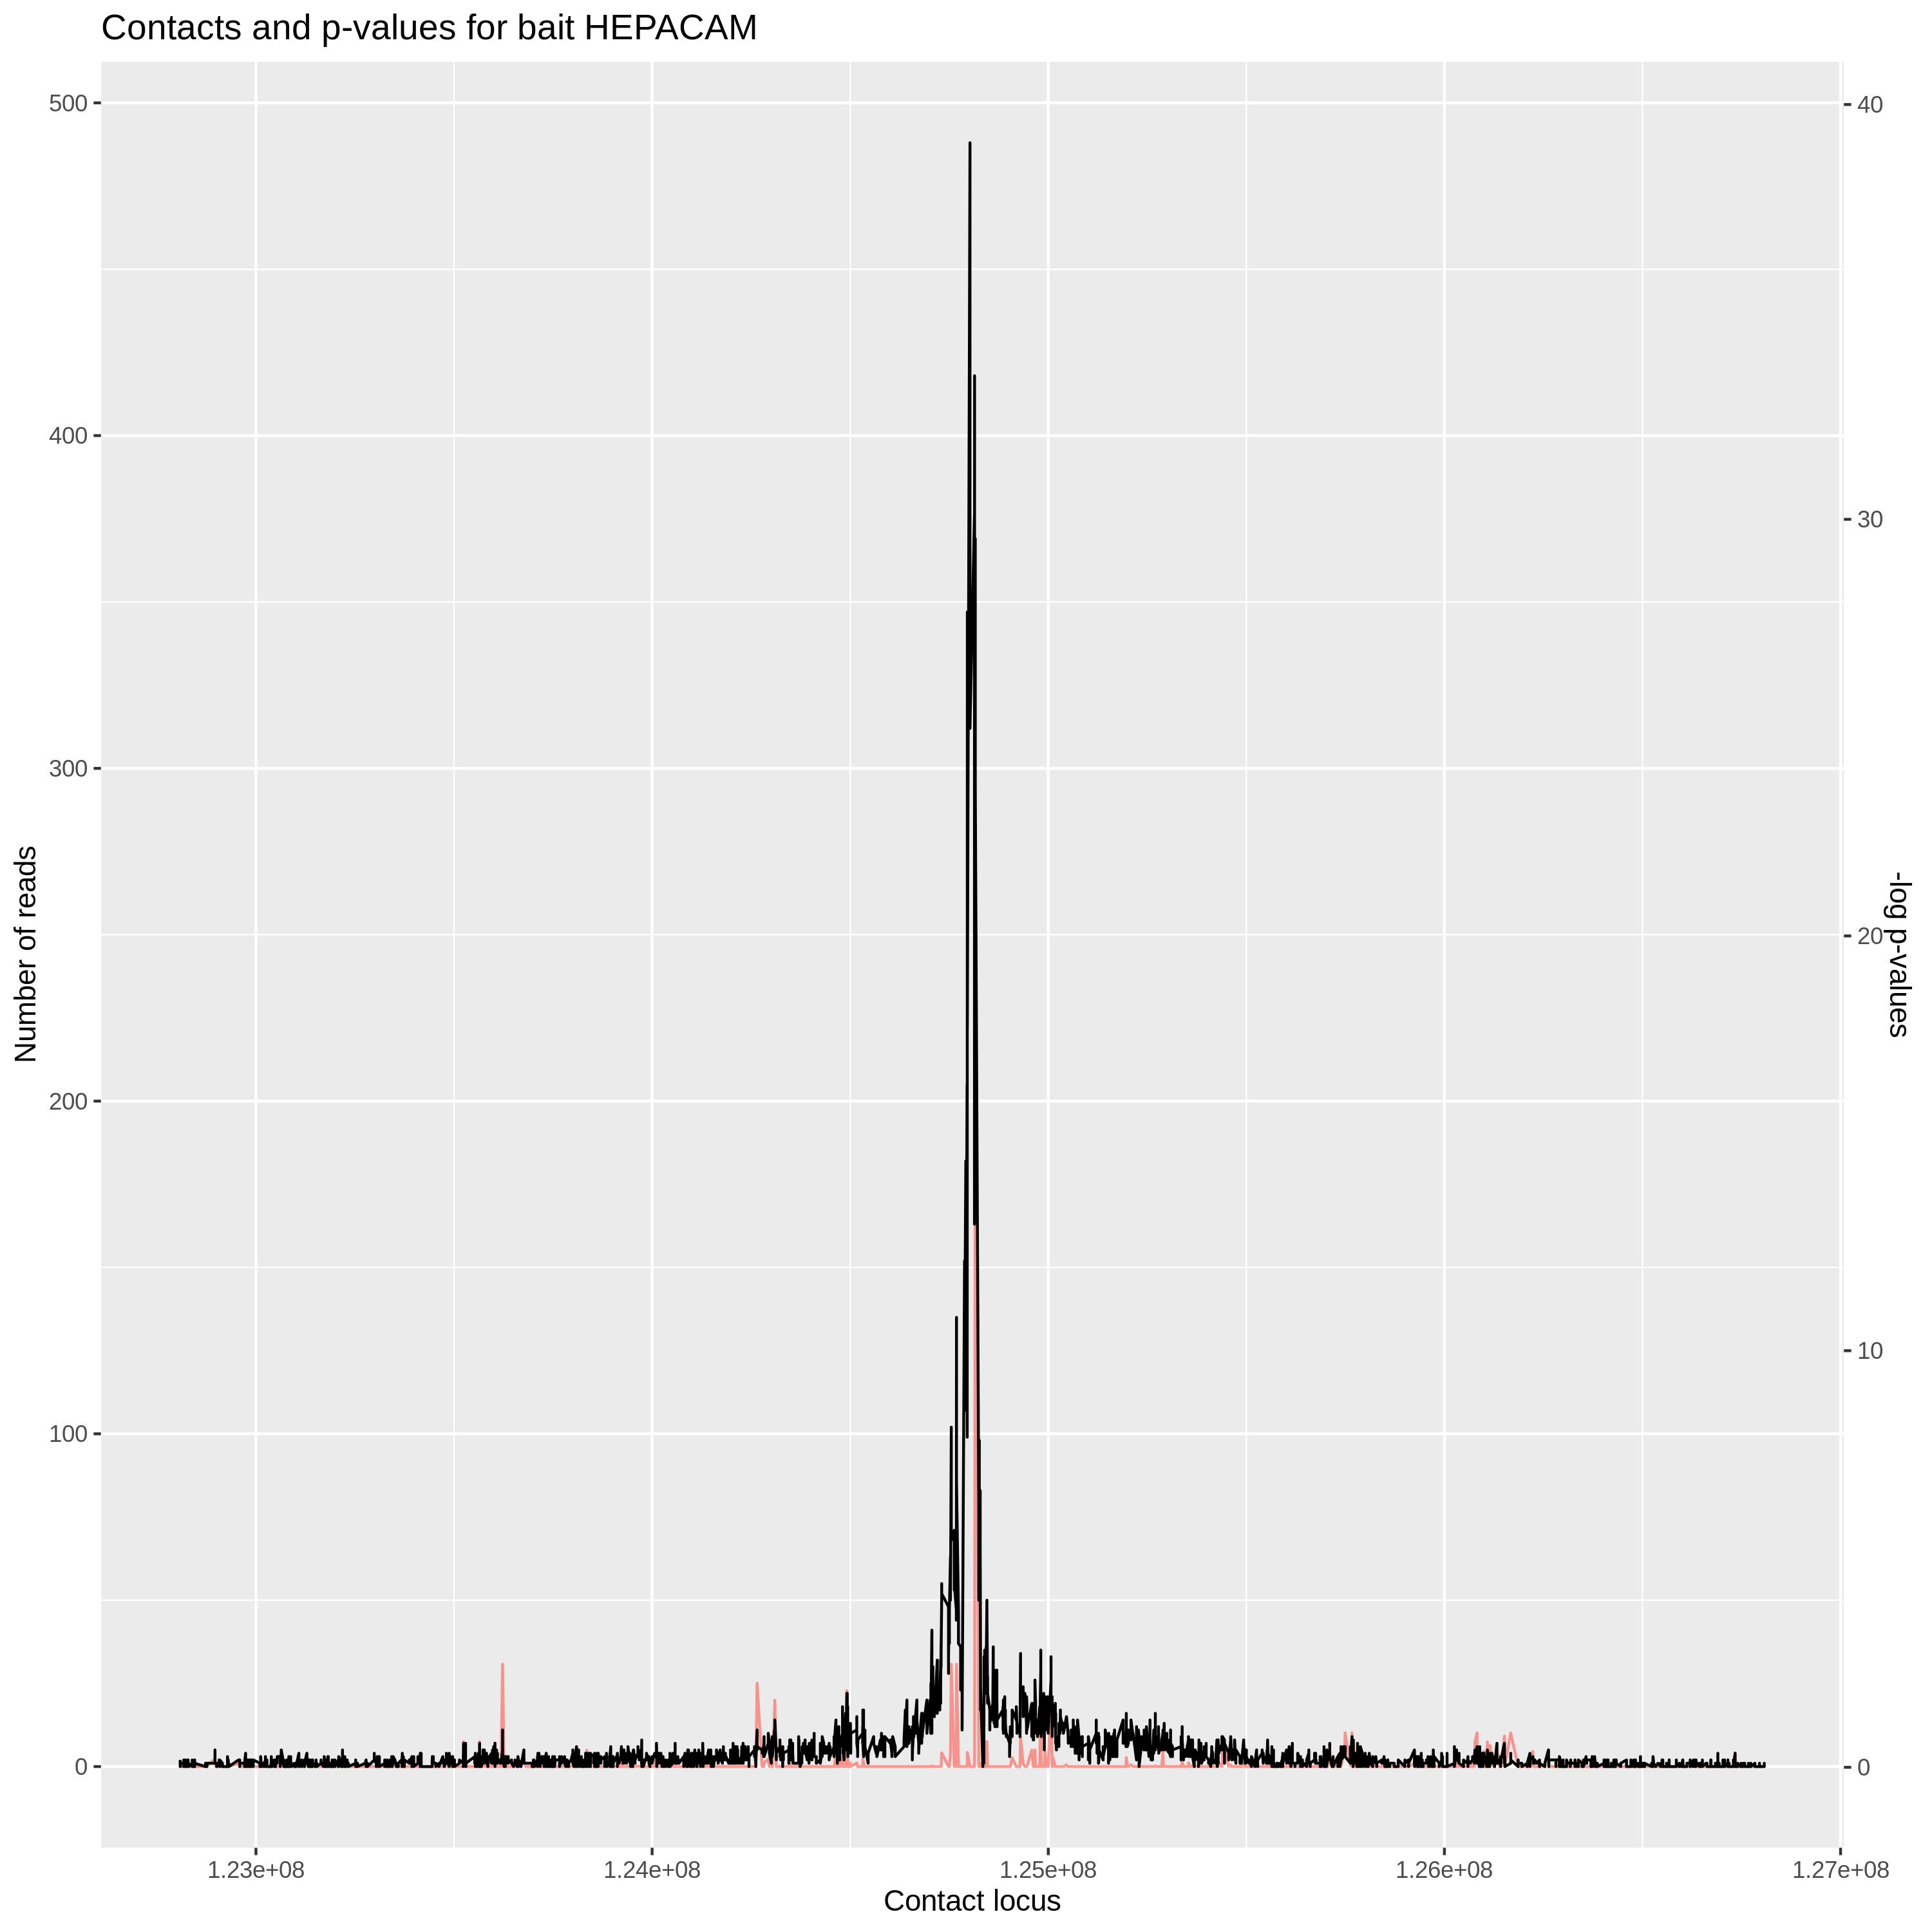 Contacts and p-values for bait HEPACAM
500
400
300
200
100
0
Number of reads
40
30
20
10
0
-log p-values
1.23e+08
1.24e+08
1.25e+08
1.26e+08
1.27e+08
Contact locus